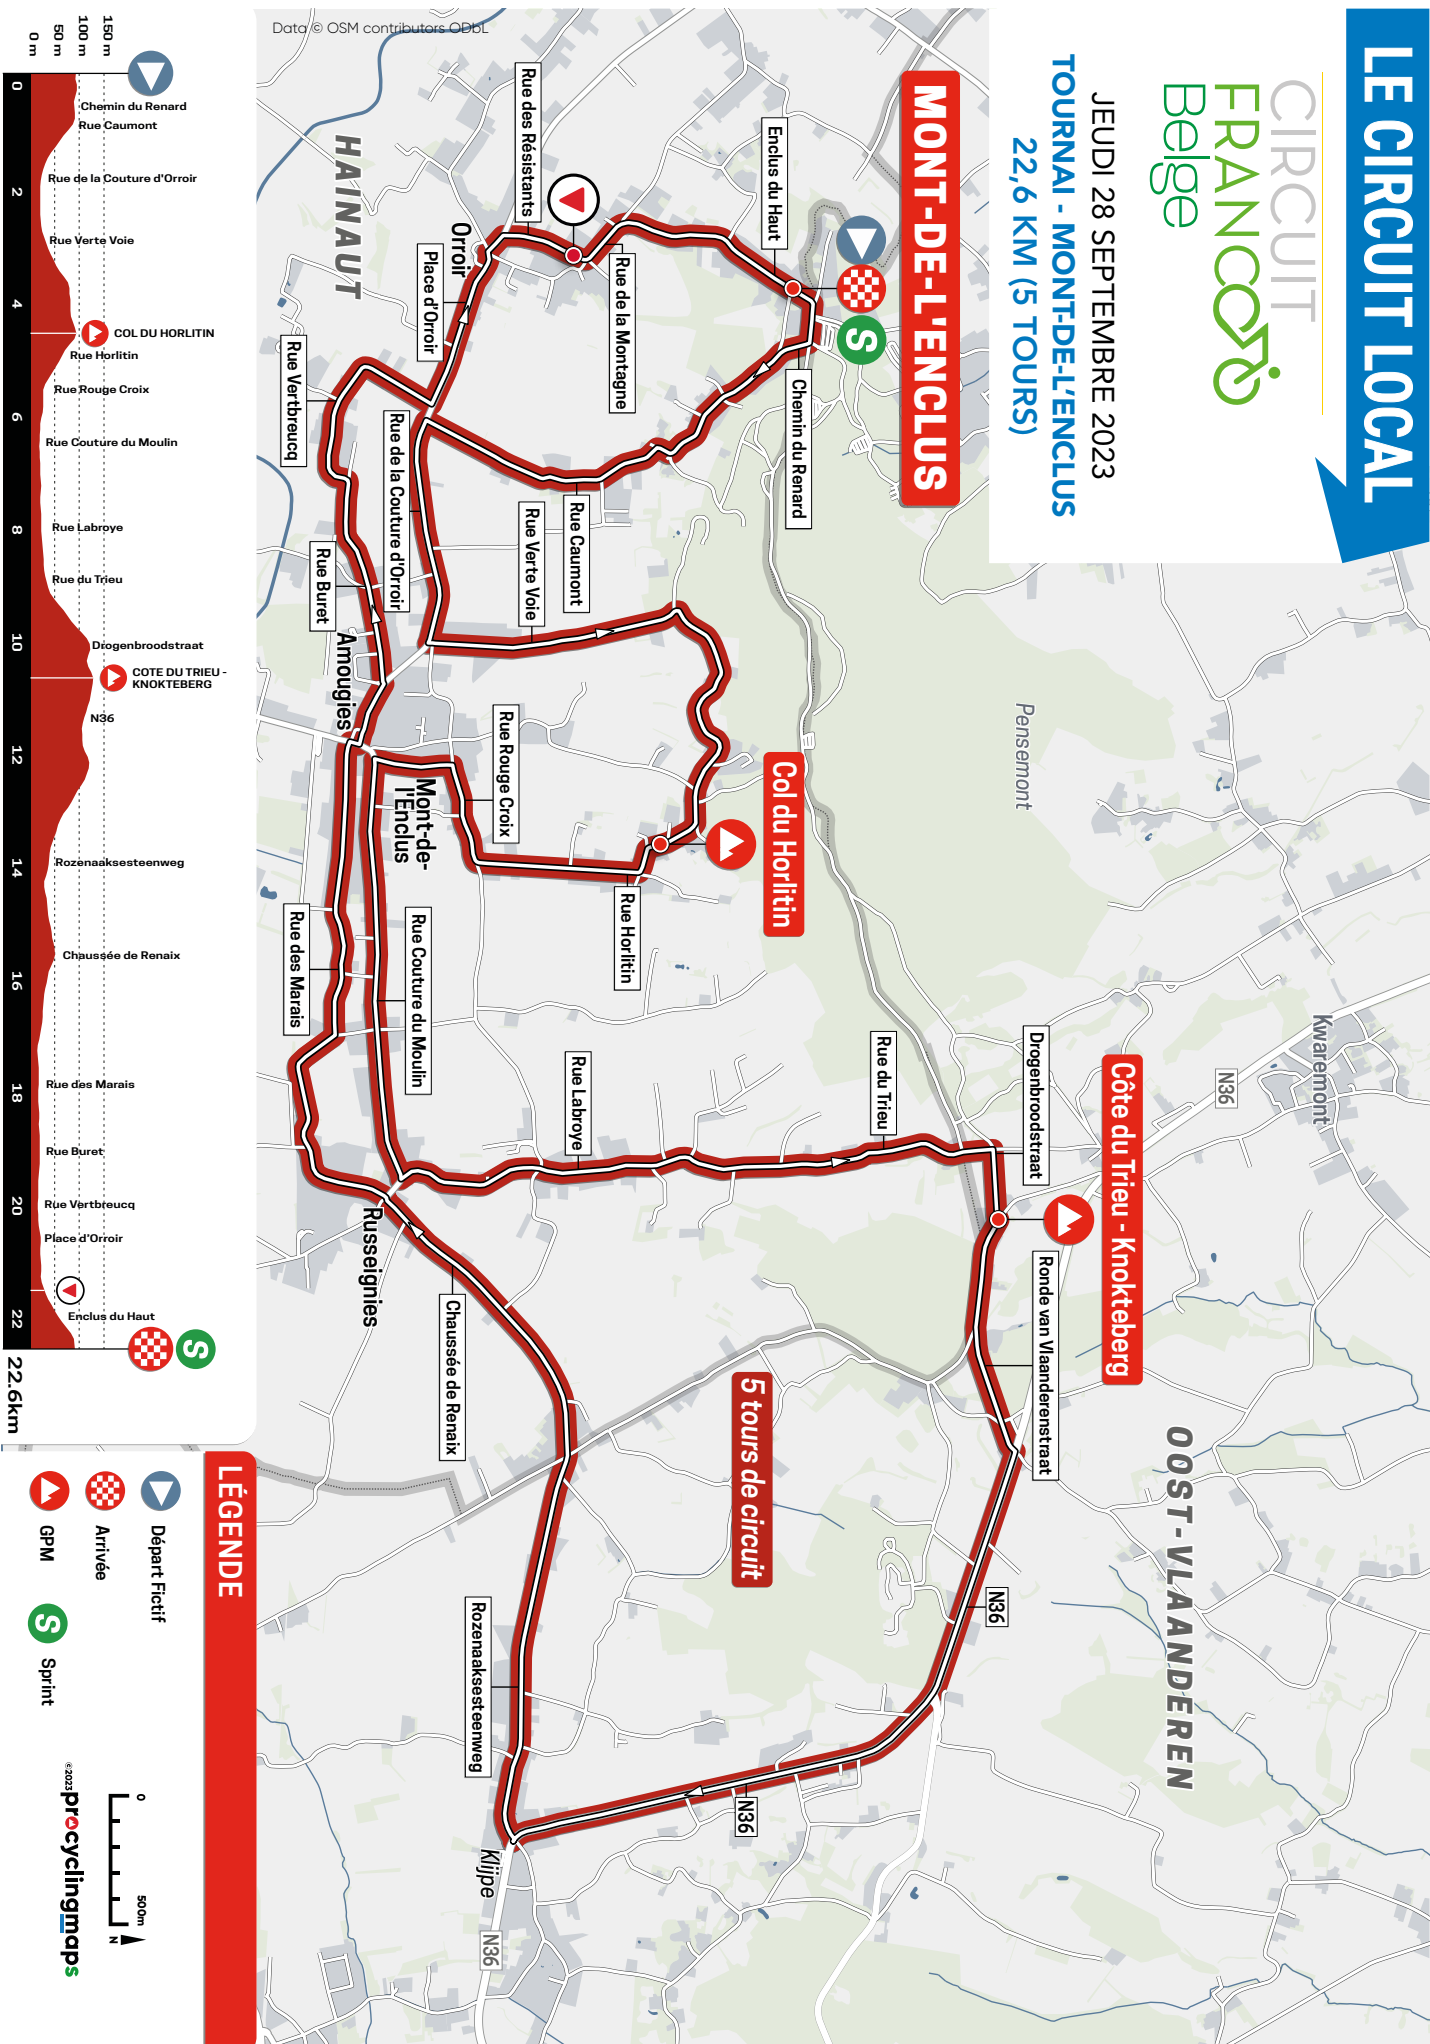 LE CIRCUIT LOCAL
CIRCUIT
FRANCO
Belge
JEUDI 28 SEPTEMBRE 2023
TOURNAI - MONT-DE-L'ENCLUS
22,6 KM (5 TOURS)
MONT-DE-L'ENCLUS
S
Enclus du Haut
Chemin du Renard
Rue des Résistants
Rue de la Montagne
Orroir
Place d'Orroir
HAINAUT
Rue Vertbreucq
Rue de la Couture d'Orroir
Rue Caumont
Rue Verte Voie
Rue Buret
Amougies
Rue Rouge Croix
Mont-de-
l'Enclus
Col du Horlitin
Rue Horlitin
Rue Couture du Moulin
Rue des Marais
Pensemont
Kwaremont
N36
Côte du Trieu - Knokteberg
Drogenbroodstraat
Rue du Trieu
Rue Labroye
Russeignies
Ronde van Vlaanderenstraat
Chaussée de Renaix
5 tours de circuit
OOST-VLAANDEREN
N36
Rozenaaksesteenweg
N36
Klijpe
N36
Data © OSM contributors ODbL
150 m
100 m
50 m
0 m
Chemin du Renard
Rue Caumont
Rue de la Couture d'Orroir
Rue Verte Voie
COL DU HORLITIN
Rue Horlitin
Rue Rouge Croix
Rue Couture du Moulin
Rue Labroye
Rue du Trieu
Drogenbroodstraat
COTE DU TRIEU -
KNOKTEBERG
N36
Rozenaaksesteenweg
Chaussée de Renaix
Rue des Marais
Rue Buret
Rue Vertbreucq
Place d'Orroir
Enclus du Haut
S
0 2 4 6 8 10 12 14 16 18 20 22
22.6km
LÉGENDE
Départ Fictif
Arrivée
GPM
S Sprint
0 500m
N
©2023 procyclingmaps